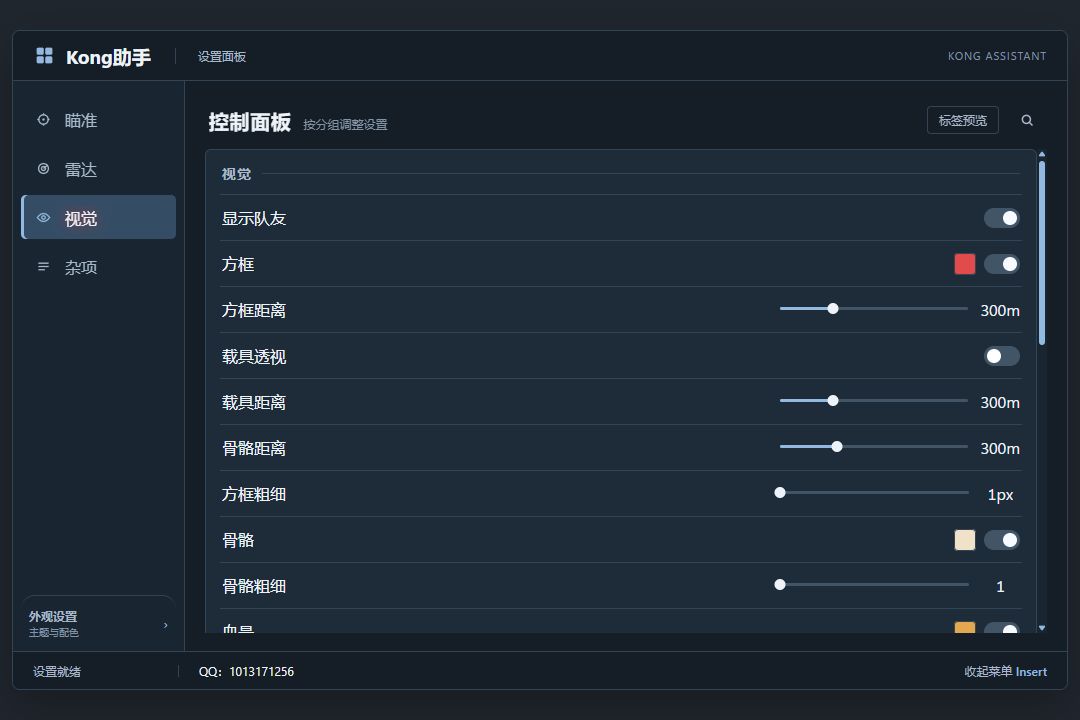 Kong助手
设置面板
KONG ASSISTANT
瞄准
雷达
视觉
杂项
外观设置
主题与配色
控制面板 按分组调整设置
标签预览
视觉
显示队友
方框
方框距离 300m
载具透视
载具距离 300m
骨骼距离 300m
方框粗细 1px
骨骼
骨骼粗细 1
设置就绪
QQ：1013171256
收起菜单 Insert